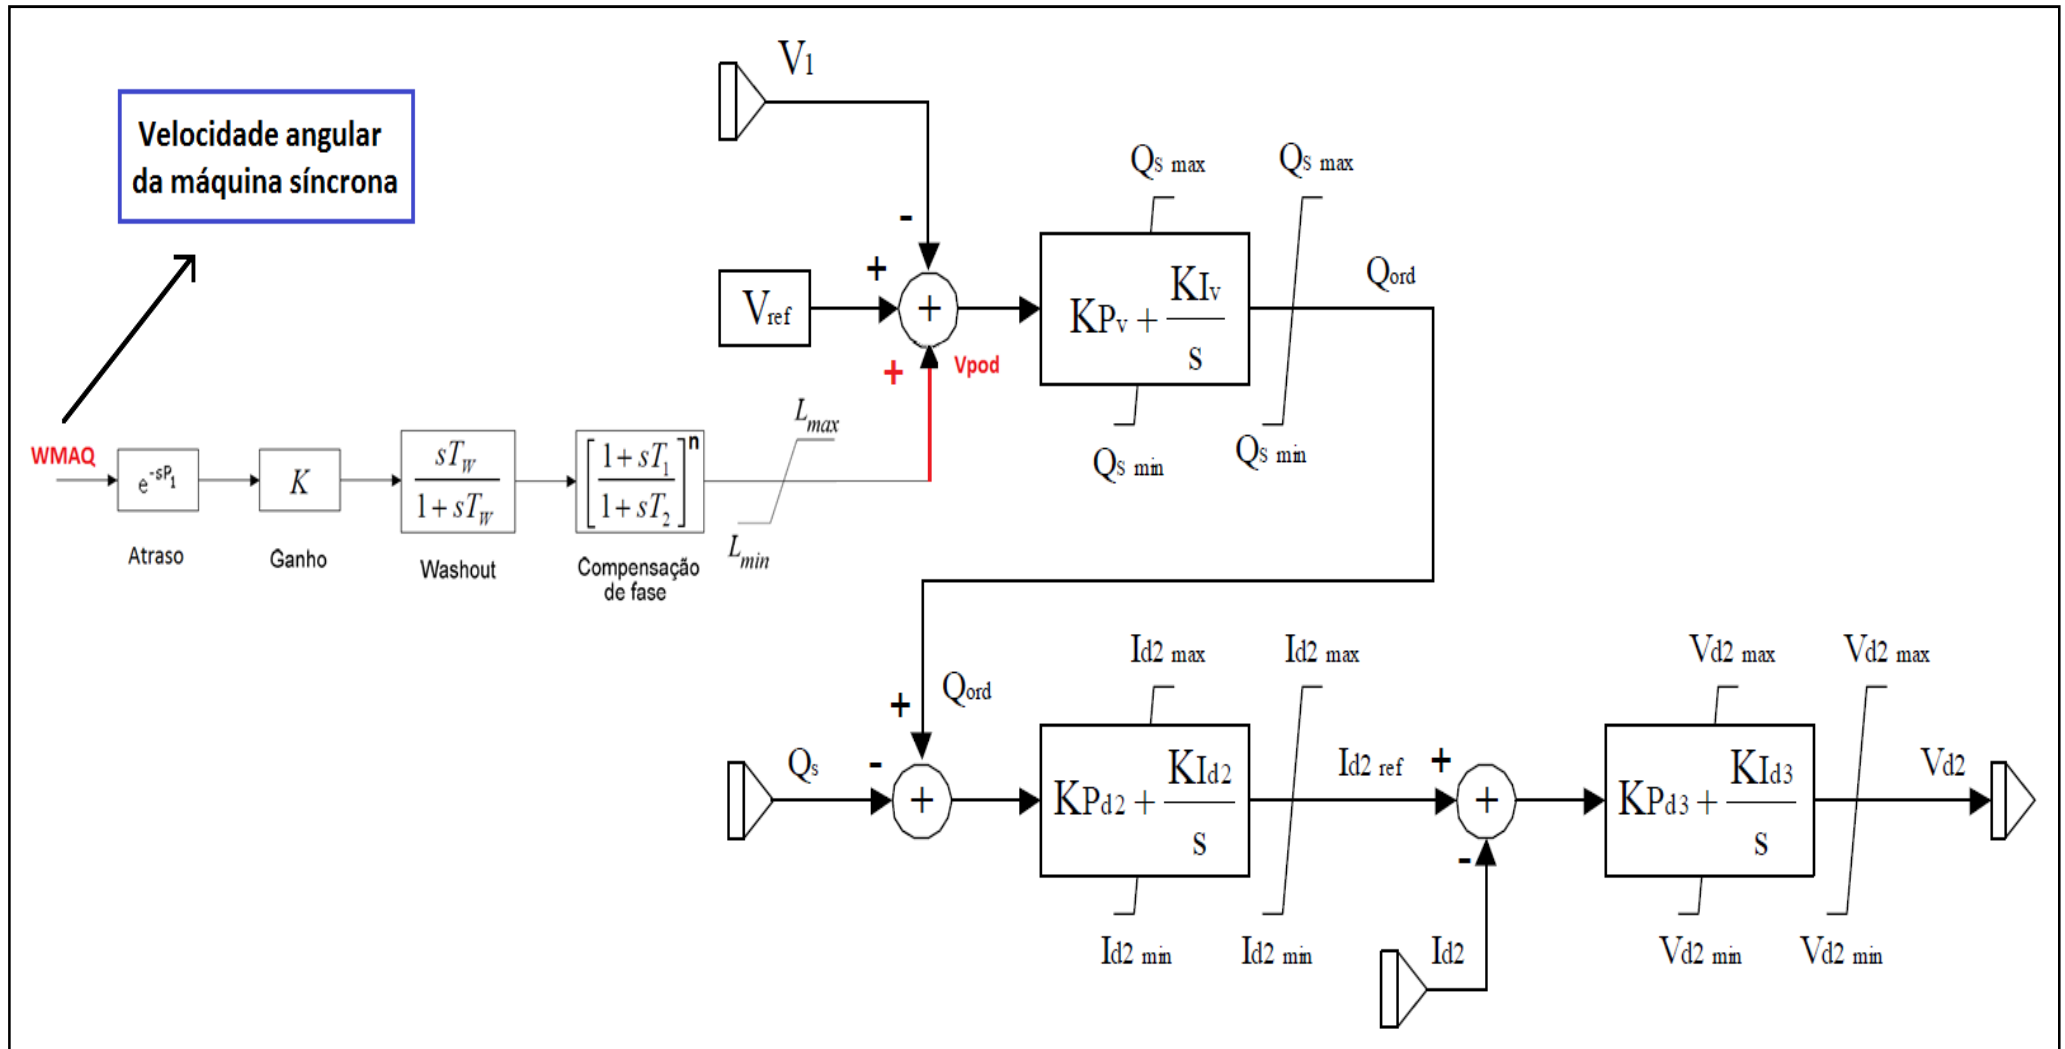 V1
Velocidade angular
da máquina síncrona
Qs max
Qs max
-
+
Vref
+
KPv + KIv
s
Qord
+
Vpod
Qs min
Qs min
Lmax
WMAQ
e^-sP1
K
sTW
1 + sTW
[ 1 + sT1
1 + sT2 ]^n
Lmin
Atraso
Ganho
Washout
Compensação
de fase
Id2 max
Id2 max
Vd2 max
Vd2 max
+
Qord
Qs
-
+
KPd2 + KId2
s
Id2 ref
+
+
KPd3 + KId3
s
Vd2
-
Id2 min
Id2 min
Id2
Vd2 min
Vd2 min